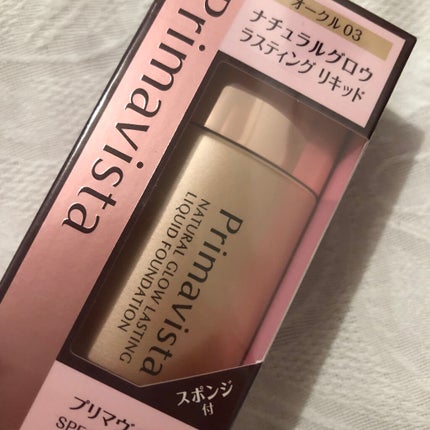 Primavista
オークル 03
ナチュラルグロウ
ラスティング リキッド
Primavista
NATURAL GLOW LASTING
LIQUID FOUNDATION
スポンジ
付
プリマヴ
SPF